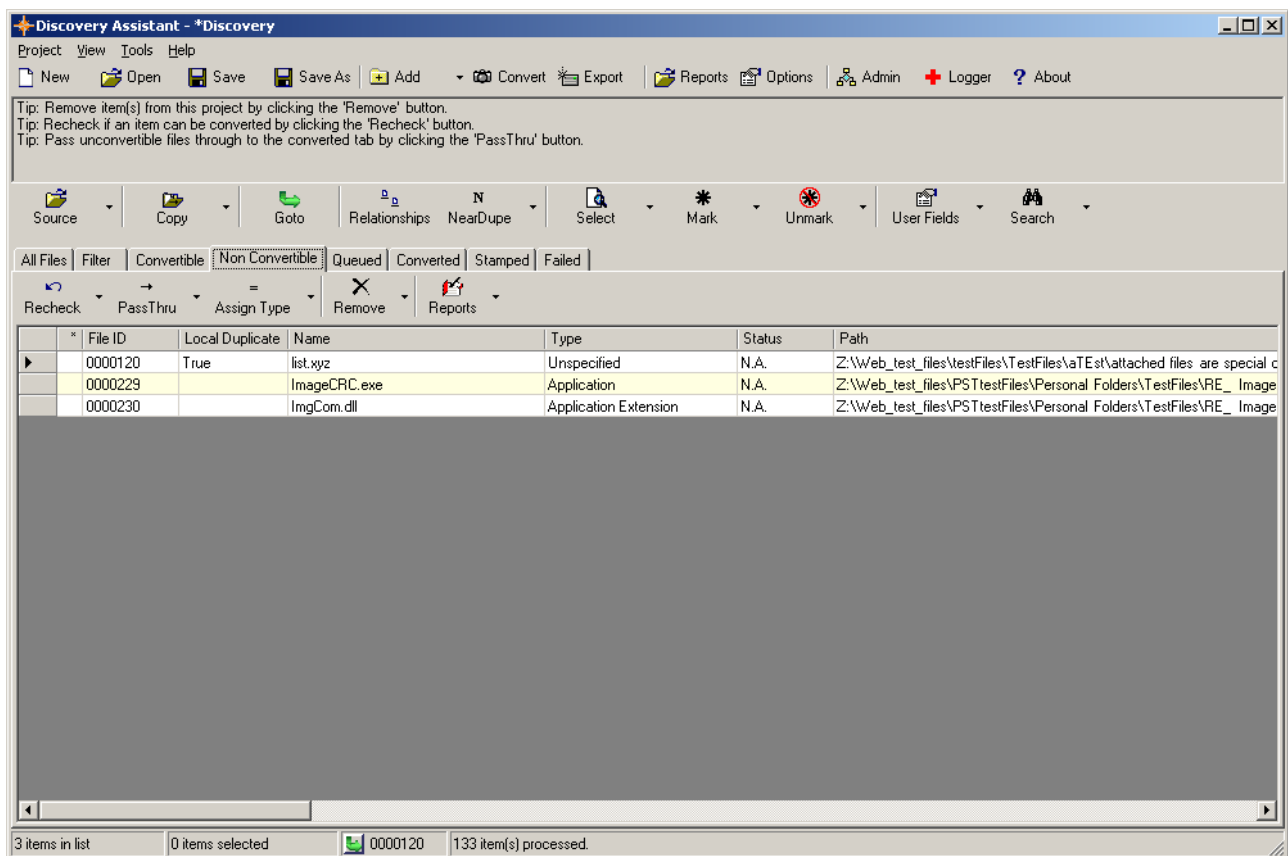 Discovery Assistant - *Discovery
Project View Tools Help
New Open Save Save As Add Convert Export Reports Options Admin Logger ? About
Tip: Remove item(s) from this project by clicking the 'Remove' button.
Tip: Recheck if an item can be converted by clicking the 'Recheck' button.
Tip: Pass unconvertible files through to the converted tab by clicking the 'PassThru' button.
Source Copy Goto Relationships NearDupe Select Mark Unmark User Fields Search
All Files Filter Convertible Non Convertible Queued Converted Stamped Failed
Recheck PassThru Assign Type Remove Reports
* File ID Local Duplicate Name Type Status Path
0000120 True list.xyz Unspecified N.A. Z:\Web_test_files\testFiles\TestFiles\aTEst\attached files are special c
0000229 ImageCRC.exe Application N.A. Z:\Web_test_files\PSTtestFiles\Personal Folders\TestFiles\RE_ Image
0000230 ImgCom.dll Application Extension N.A. Z:\Web_test_files\PSTtestFiles\Personal Folders\TestFiles\RE_ Image
3 items in list 0 items selected 0000120 133 item(s) processed.